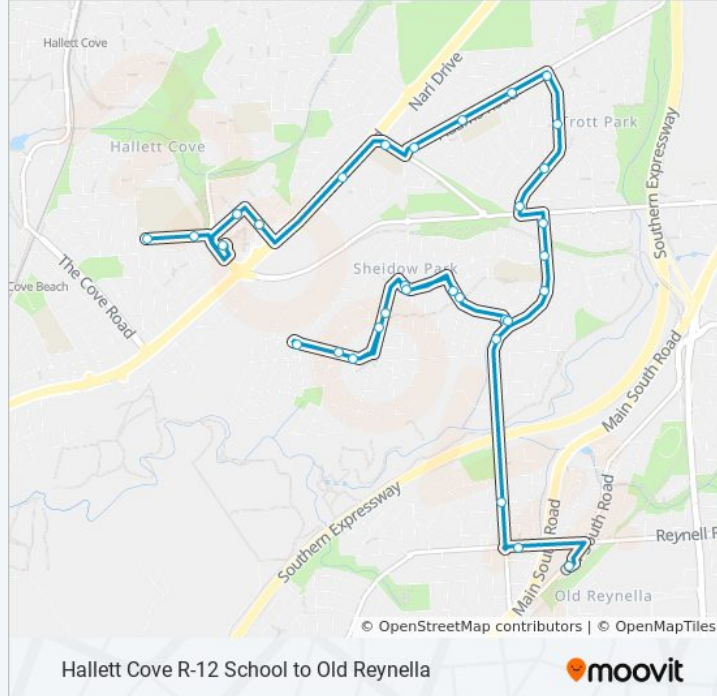 Hallett Cove
Nari Drive
Trott Park
Hallett Cove
Southern Expressway
Sheidow Park
The Cove Road
Cove Beach
Main South Road
Southern Expressway
South Road
Reynell R
Main South Road
Old Reynella
© OpenStreetMap contributors | © OpenMapTiles
Hallett Cove R-12 School to Old Reynella
moovit